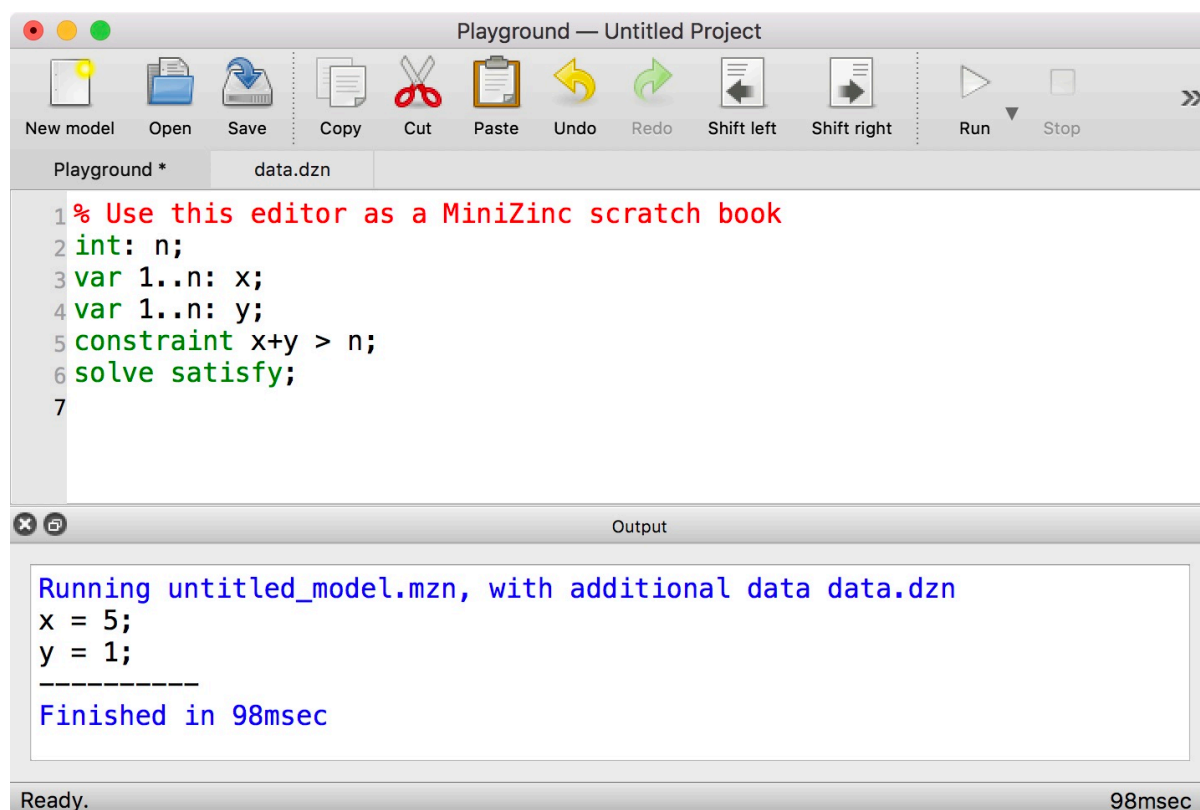 Playground — Untitled Project
New model Open Save Copy Cut Paste Undo Redo Shift left Shift right Run Stop »
Playground * data.dzn
1 % Use this editor as a MiniZinc scratch book
2 int: n;
3 var 1..n: x;
4 var 1..n: y;
5 constraint x+y > n;
6 solve satisfy;
7
Output
Running untitled_model.mzn, with additional data data.dzn
x = 5;
y = 1;
----------
Finished in 98msec
Ready. 98msec